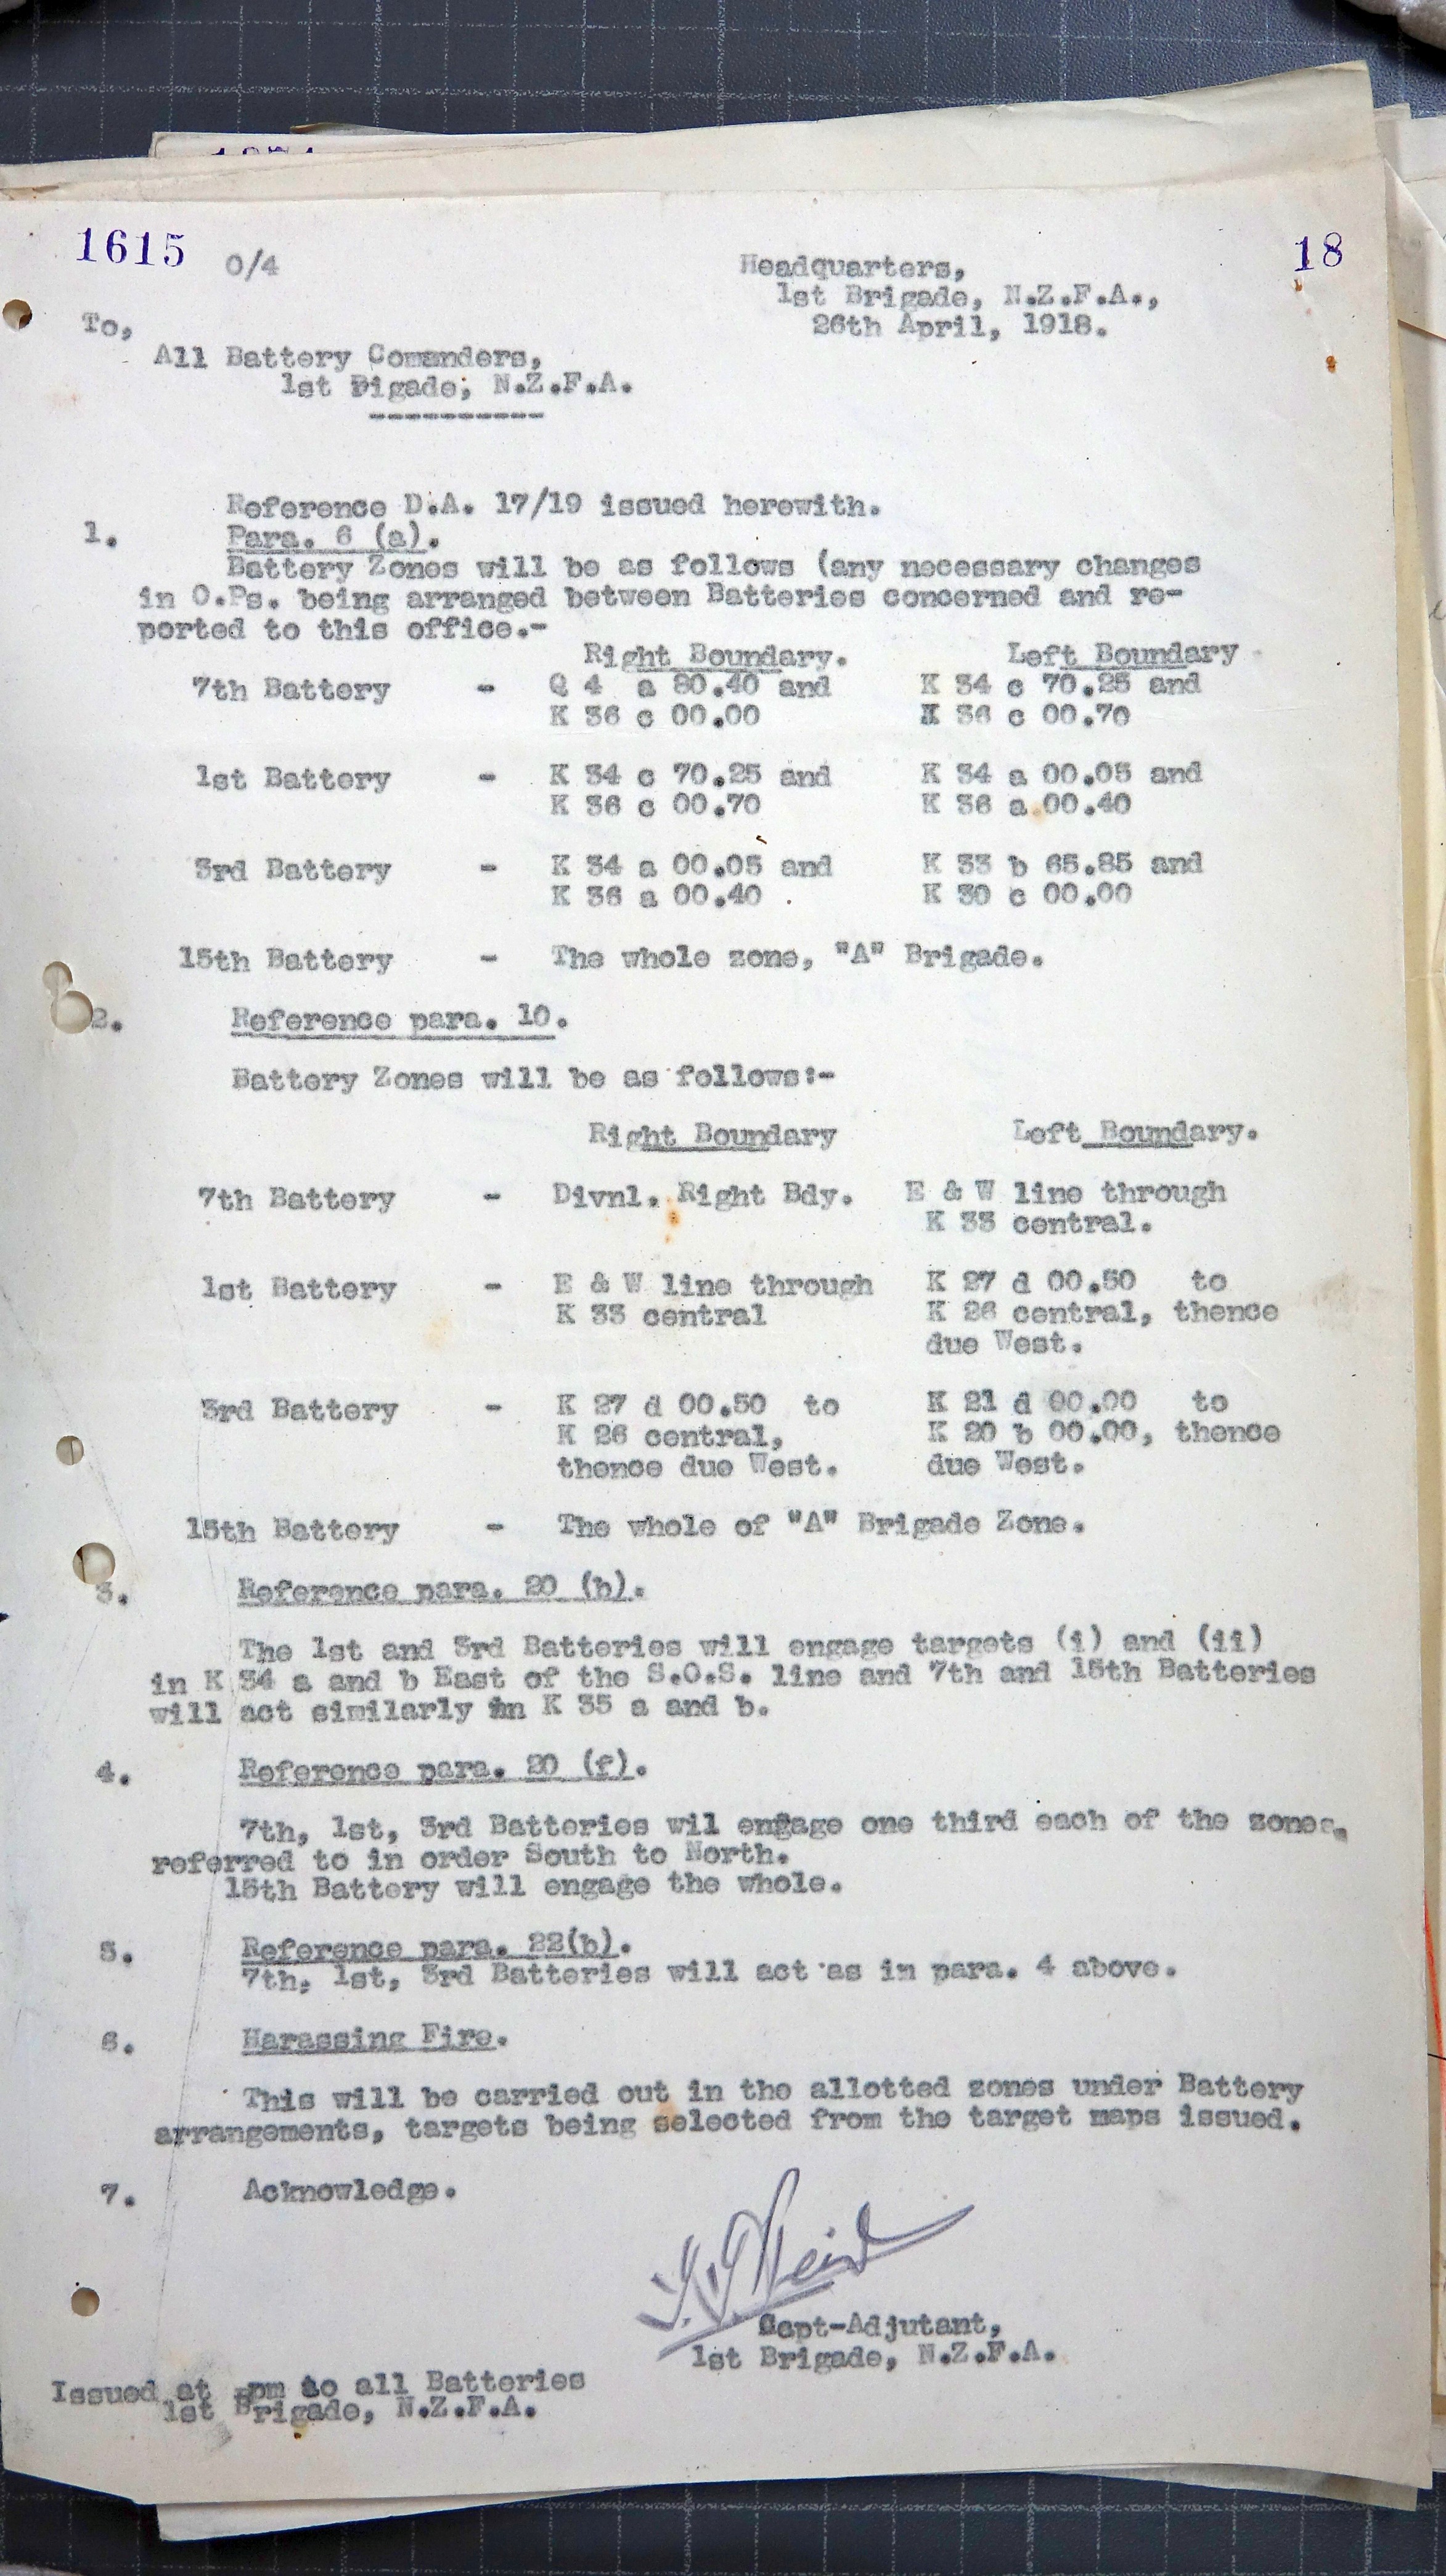 1615 O/4 Headquarters, 18
1st Brigade, N.Z.F.A.,
To, 26th April, 1918.
All Battery Comanders,
1st Bigade, N.Z.F.A.
-----------
Reference D.A. 17/19 issued herewith.
1. Para. 6 (a).
Battery Zones will be as follows (any necessary changes
in O.Ps. being arranged between Batteries concerned and re-
ported to this office.-
Right Boundary. Left Boundary
7th Battery - Q 4 a 80.40 and K 34 c 70.25 and
K 36 c 00.00 K 36 c 00.70
1st Battery - K 34 c 70.25 and K 34 a 00.05 and
K 36 c 00.70 K 36 a 00.40
3rd Battery - K 34 a 00.05 and K 33 b 65.85 and
K 36 a 00.40 . K 30 c 00.00
15th Battery - The whole zone, "A" Brigade.
2. Reference para. 10.
Battery Zones will be as follows:-
Right Boundary Left Boundary.
7th Battery - Divnl. Right Bdy. E & W line through
K 33 central.
1st Battery - E & W line through K 27 d 00.50 to
K 33 central K 26 central, thence
due West.
3rd Battery - K 27 d 00.50 to K 21 d 00.00 to
K 26 central, K 20 b 00.00, thence
thence due West. due West.
15th Battery - The whole of "A" Brigade Zone.
3. Reference para. 20 (b).
The 1st and 3rd Batteries will engage targets (i) and (ii)
in K 34 a and b East of the S.O.S. line and 7th and 15th Batteries
will act similarly in K 35 a and b.
4. Reference para. 20 (f).
7th, 1st, 3rd Batteries wil engage one third each of the zones,
referred to in order South to North.
15th Battery will engage the whole.
5. Reference para. 22(b).
7th, 1st, 3rd Batteries will act as in para. 4 above.
6. Harassing Fire.
This will be carried out in the allotted zones under Battery
arrangements, targets being selected from the target maps issued.
7. Acknowledge.
Capt-Adjutant,
1st Brigade, N.Z.F.A.
Issued at pm to all Batteries
1st Brigade, N.Z.F.A.